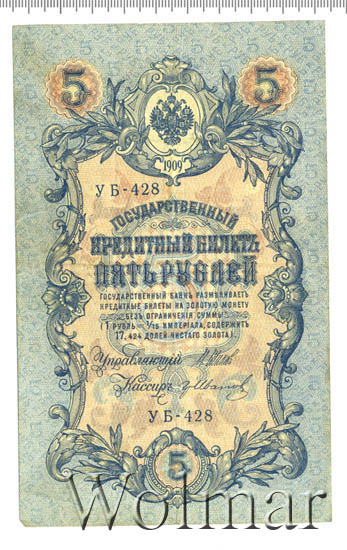 5 5
1909
УБ-428
ГОСУДАРСТВЕННЫЙ
КРЕДИТНЫЙ БИЛЕТЪ
ПЯТЬ РУБЛЕЙ
ГОСУДАРСТВЕННЫЙ БАНКЪ РАЗМѢНИВАЕТЪ
КРЕДИТНЫЕ БИЛЕТЫ НА ЗОЛОТУЮ МОНЕТУ
БЕЗЪ ОГРАНИЧЕНІЯ СУММЫ
(1 РУБЛЬ = 1/15 ИМПЕРІАЛА, СОДЕРЖИТЪ
17,424 ДОЛЕЙ ЧИСТАГО ЗОЛОТА).
Управляющій
Кассиръ
УБ-428
5
Wolmar